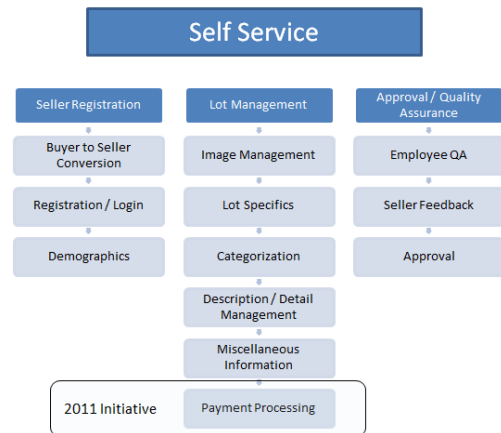 Self Service
Seller Registration
Buyer to Seller
Conversion
Registration / Login
Demographics
Lot Management
Image Management
Lot Specifics
Categorization
Description / Detail
Management
Miscellaneous
Information
2011 Initiative
Payment Processing
Approval / Quality
Assurance
Employee QA
Seller Feedback
Approval